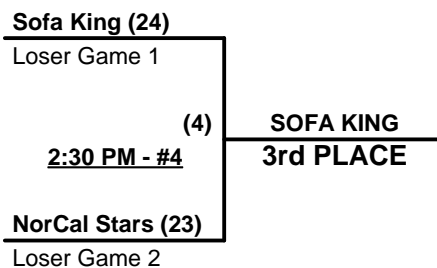 Sofa King (24)
Loser Game 1
(4)
SOFA KING
2:30 PM - #4
3rd PLACE
NorCal Stars (23)
Loser Game 2